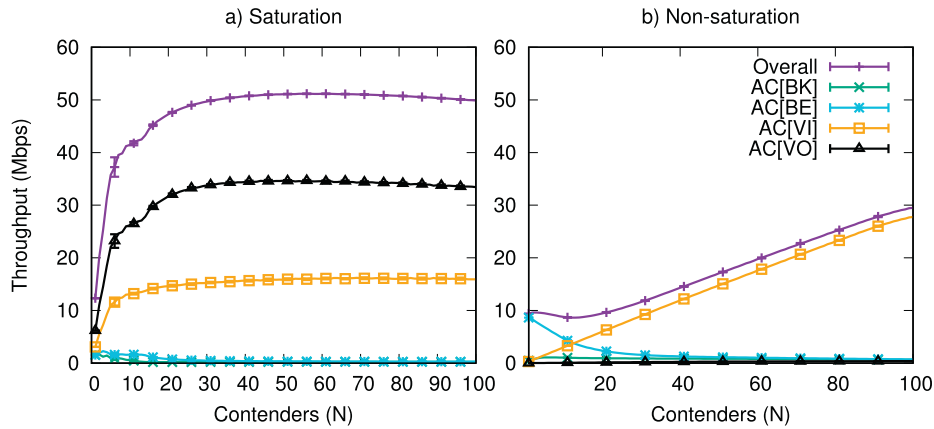 a) Saturation
b) Non-saturation
Throughput (Mbps)
60
50
40
30
20
10
0
0 10 20 30 40 50 60 70 80 90 100
Contenders (N)
60
50
40
30
20
10
0
0 20 40 60 80 100
Contenders (N)
Overall
AC[BK]
AC[BE]
AC[VI]
AC[VO]